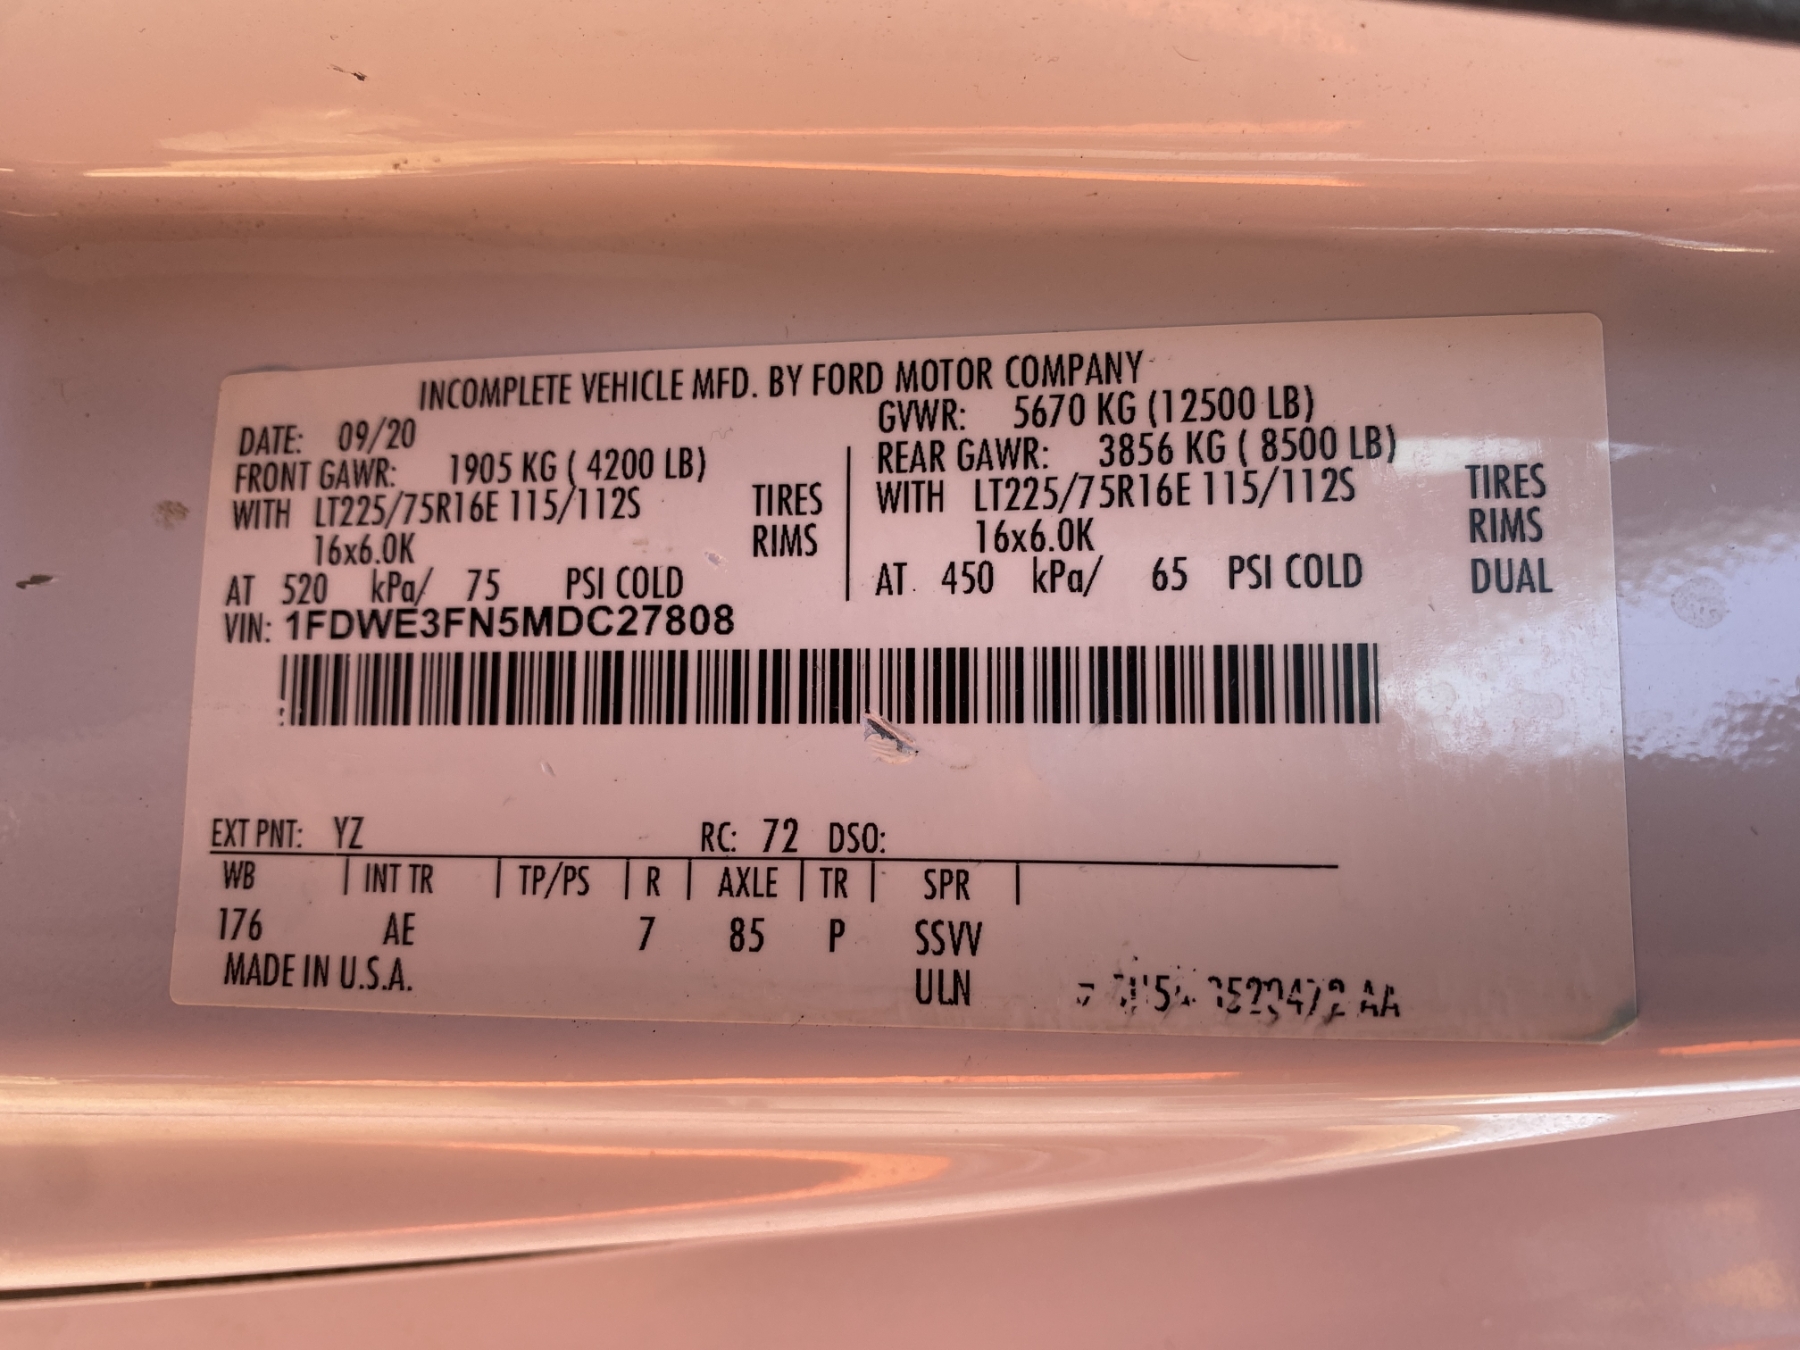 INCOMPLETE VEHICLE MFD. BY FORD MOTOR COMPANY
DATE: 09/20 GVWR: 5670 KG (12500 LB)
FRONT GAWR: 1905 KG ( 4200 LB) REAR GAWR: 3856 KG ( 8500 LB)
WITH LT225/75R16E 115/112S TIRES WITH LT225/75R16E 115/112S TIRES
16x6.0K RIMS 16x6.0K RIMS
AT 520 kPa/ 75 PSI COLD AT 450 kPa/ 65 PSI COLD DUAL
VIN: 1FDWE3FN5MDC27808
EXT PNT: YZ RC: 72 DSO:
WB INT TR TP/PS R AXLE TR SPR
176 AE 7 85 P SSVV
MADE IN U.S.A. ULN AA